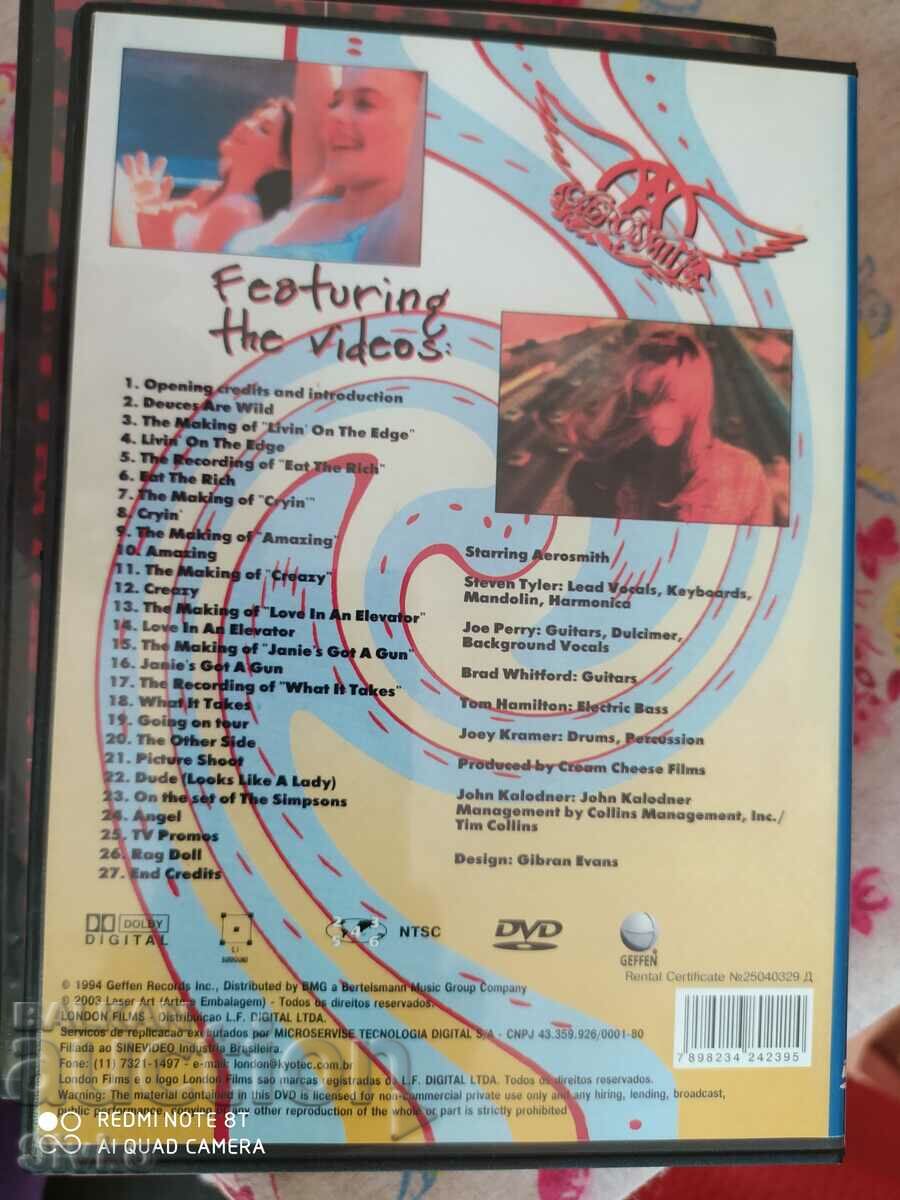 AEROSMITH
Featuring
the videos:
1. Opening credits and introduction
2. Deuces Are Wild
3. The Making of "Livin' On The Edge"
4. Livin' On The Edge
5. The Recording of "Eat The Rich"
6. Eat The Rich
7. The Making of "Cryin'"
8. Cryin'
9. The Making of "Amazing"
10. Amazing
11. The Making of "Creazy"
12. Creazy
13. The Making of "Love In An Elevator"
14. Love In An Elevator
15. The Making of "Janie's Got A Gun"
16. Janie's Got A Gun
17. The Recording of "What It Takes"
18. What It Takes
19. Going on tour
20. The Other Side
21. Picture Shoot
22. Dude (Looks Like A Lady)
23. On the set of The Simpsons
24. Angel
25. TV Promos
26. Rag Doll
27. End Credits
Starring Aerosmith
Steven Tyler: Lead Vocals, Keyboards,
Mandolin, Harmonica
Joe Perry: Guitars, Dulcimer,
Background Vocals
Brad Whitford: Guitars
Tom Hamilton: Electric Bass
Joey Kramer: Drums, Percussion
Produced by Cream Cheese Films
John Kalodner: John Kalodner
Management by Collins Management, Inc./
Tim Collins
Design: Gibran Evans
DOLBY
DIGITAL
2 3
4
5 6
NTSC
DVD
GEFFEN
Rental Certificate №25040329 Д
© 1994 Geffen Records Inc., Distributed by BMG a Bertelsmann Music Group Company
© 2003 Laser Art (Arte e Embalagem) - Todos os direitos reservados.
LONDON FILMS - Distribuiçao L.F. DIGITAL LTDA.
Servicos de replicacao executados por MICROSERVISE TECNOLOGIA DIGITAL S/A - CNPJ 43.359.926/0001-80
Filiada ao SINEVIDEO Industria Brasileira.
Fone: (11) 7321-1497 - e-mail: london@kyotec.com.br
London Films e o logo London Films sao marcas registradas da L.F. DIGITAL LTDA. Todos os direitos reservados.
Warning: The material contained in this DVD is licensed for non-commercial private use only and any hiring, lending, broadcast,
public performance, copying or any other reproduction of the whole or part is strictly prohibited
7 898234 242395
BALKAN
auction
REDMI NOTE 8T
AI QUAD CAMERA